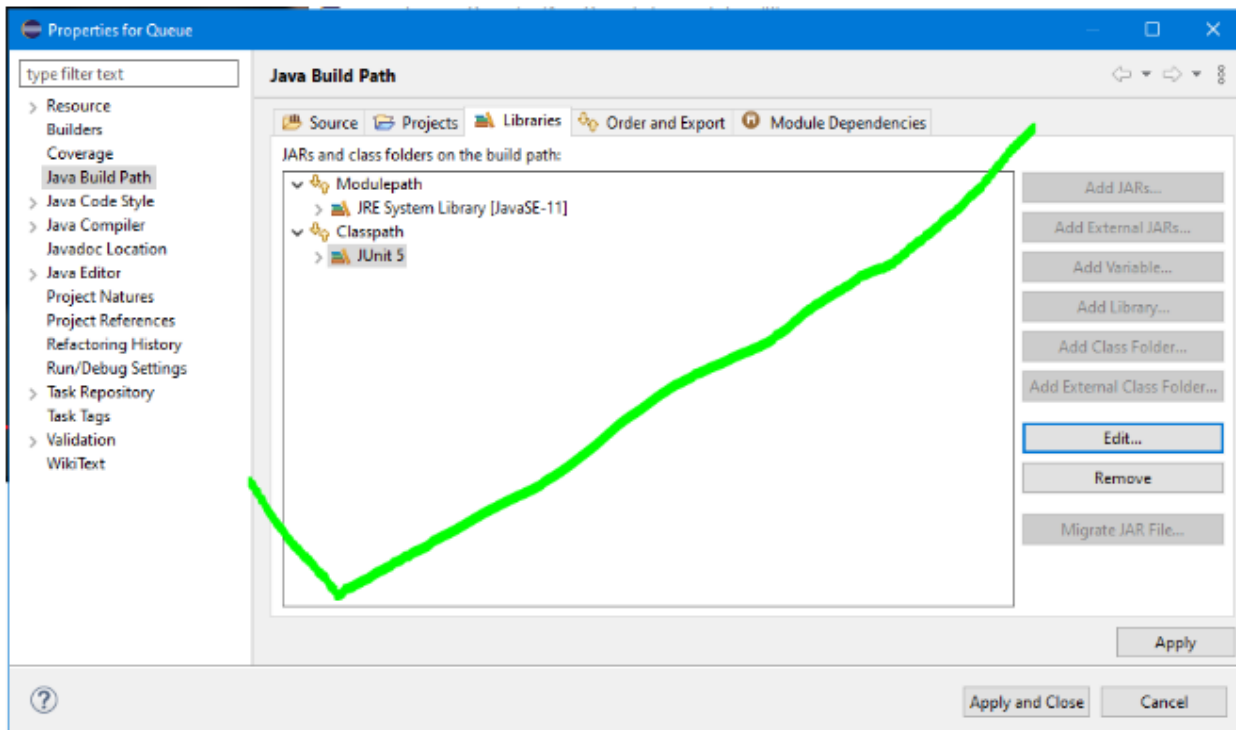 Properties for Queue
type filter text
Resource
Builders
Coverage
Java Build Path
Java Code Style
Java Compiler
Javadoc Location
Java Editor
Project Natures
Project References
Refactoring History
Run/Debug Settings
Task Repository
Task Tags
Validation
WikiText
Java Build Path
Source Projects Libraries Order and Export Module Dependencies
JARs and class folders on the build path:
Modulepath
JRE System Library [JavaSE-11]
Classpath
JUnit 5
Add JARs...
Add External JARs...
Add Variable...
Add Library...
Add Class Folder...
Add External Class Folder...
Edit...
Remove
Migrate JAR File...
Apply
Apply and Close Cancel